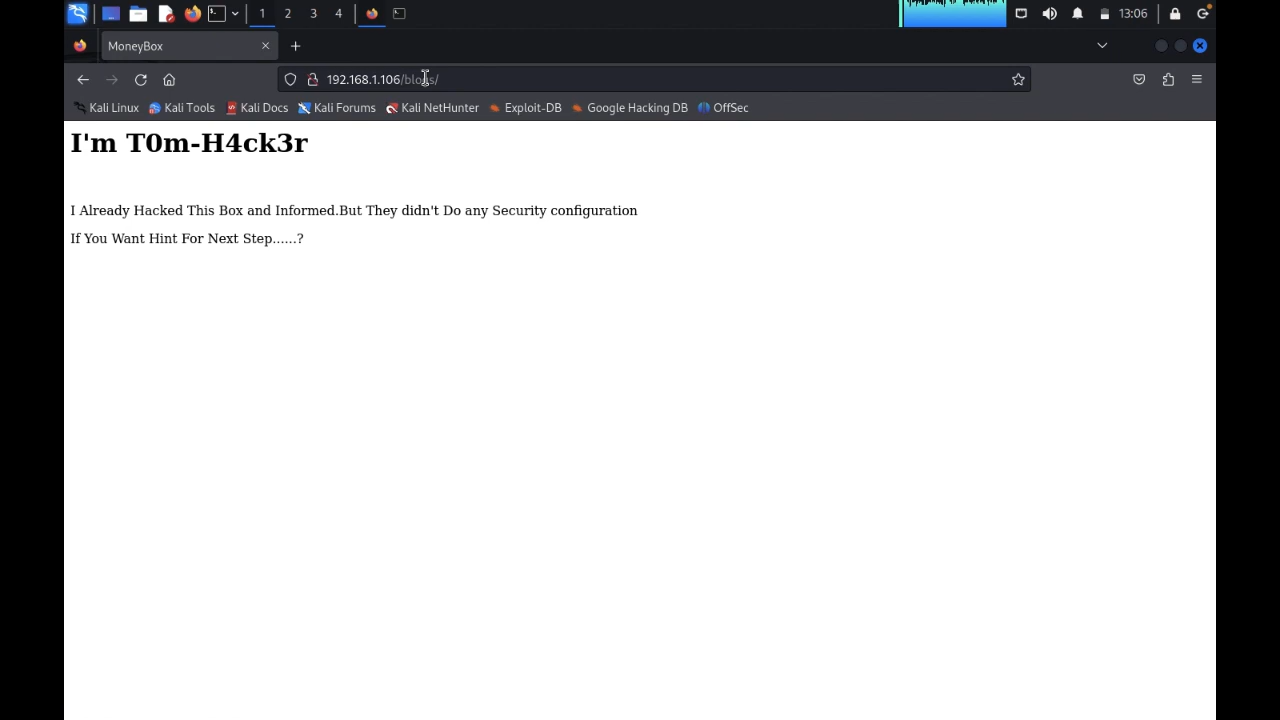 1 2 3 4 13:06
MoneyBox
192.168.1.106/blogs/
Kali Linux Kali Tools Kali Docs Kali Forums Kali NetHunter Exploit-DB Google Hacking DB OffSec
I'm T0m-H4ck3r
I Already Hacked This Box and Informed.But They didn't Do any Security configuration
If You Want Hint For Next Step......?